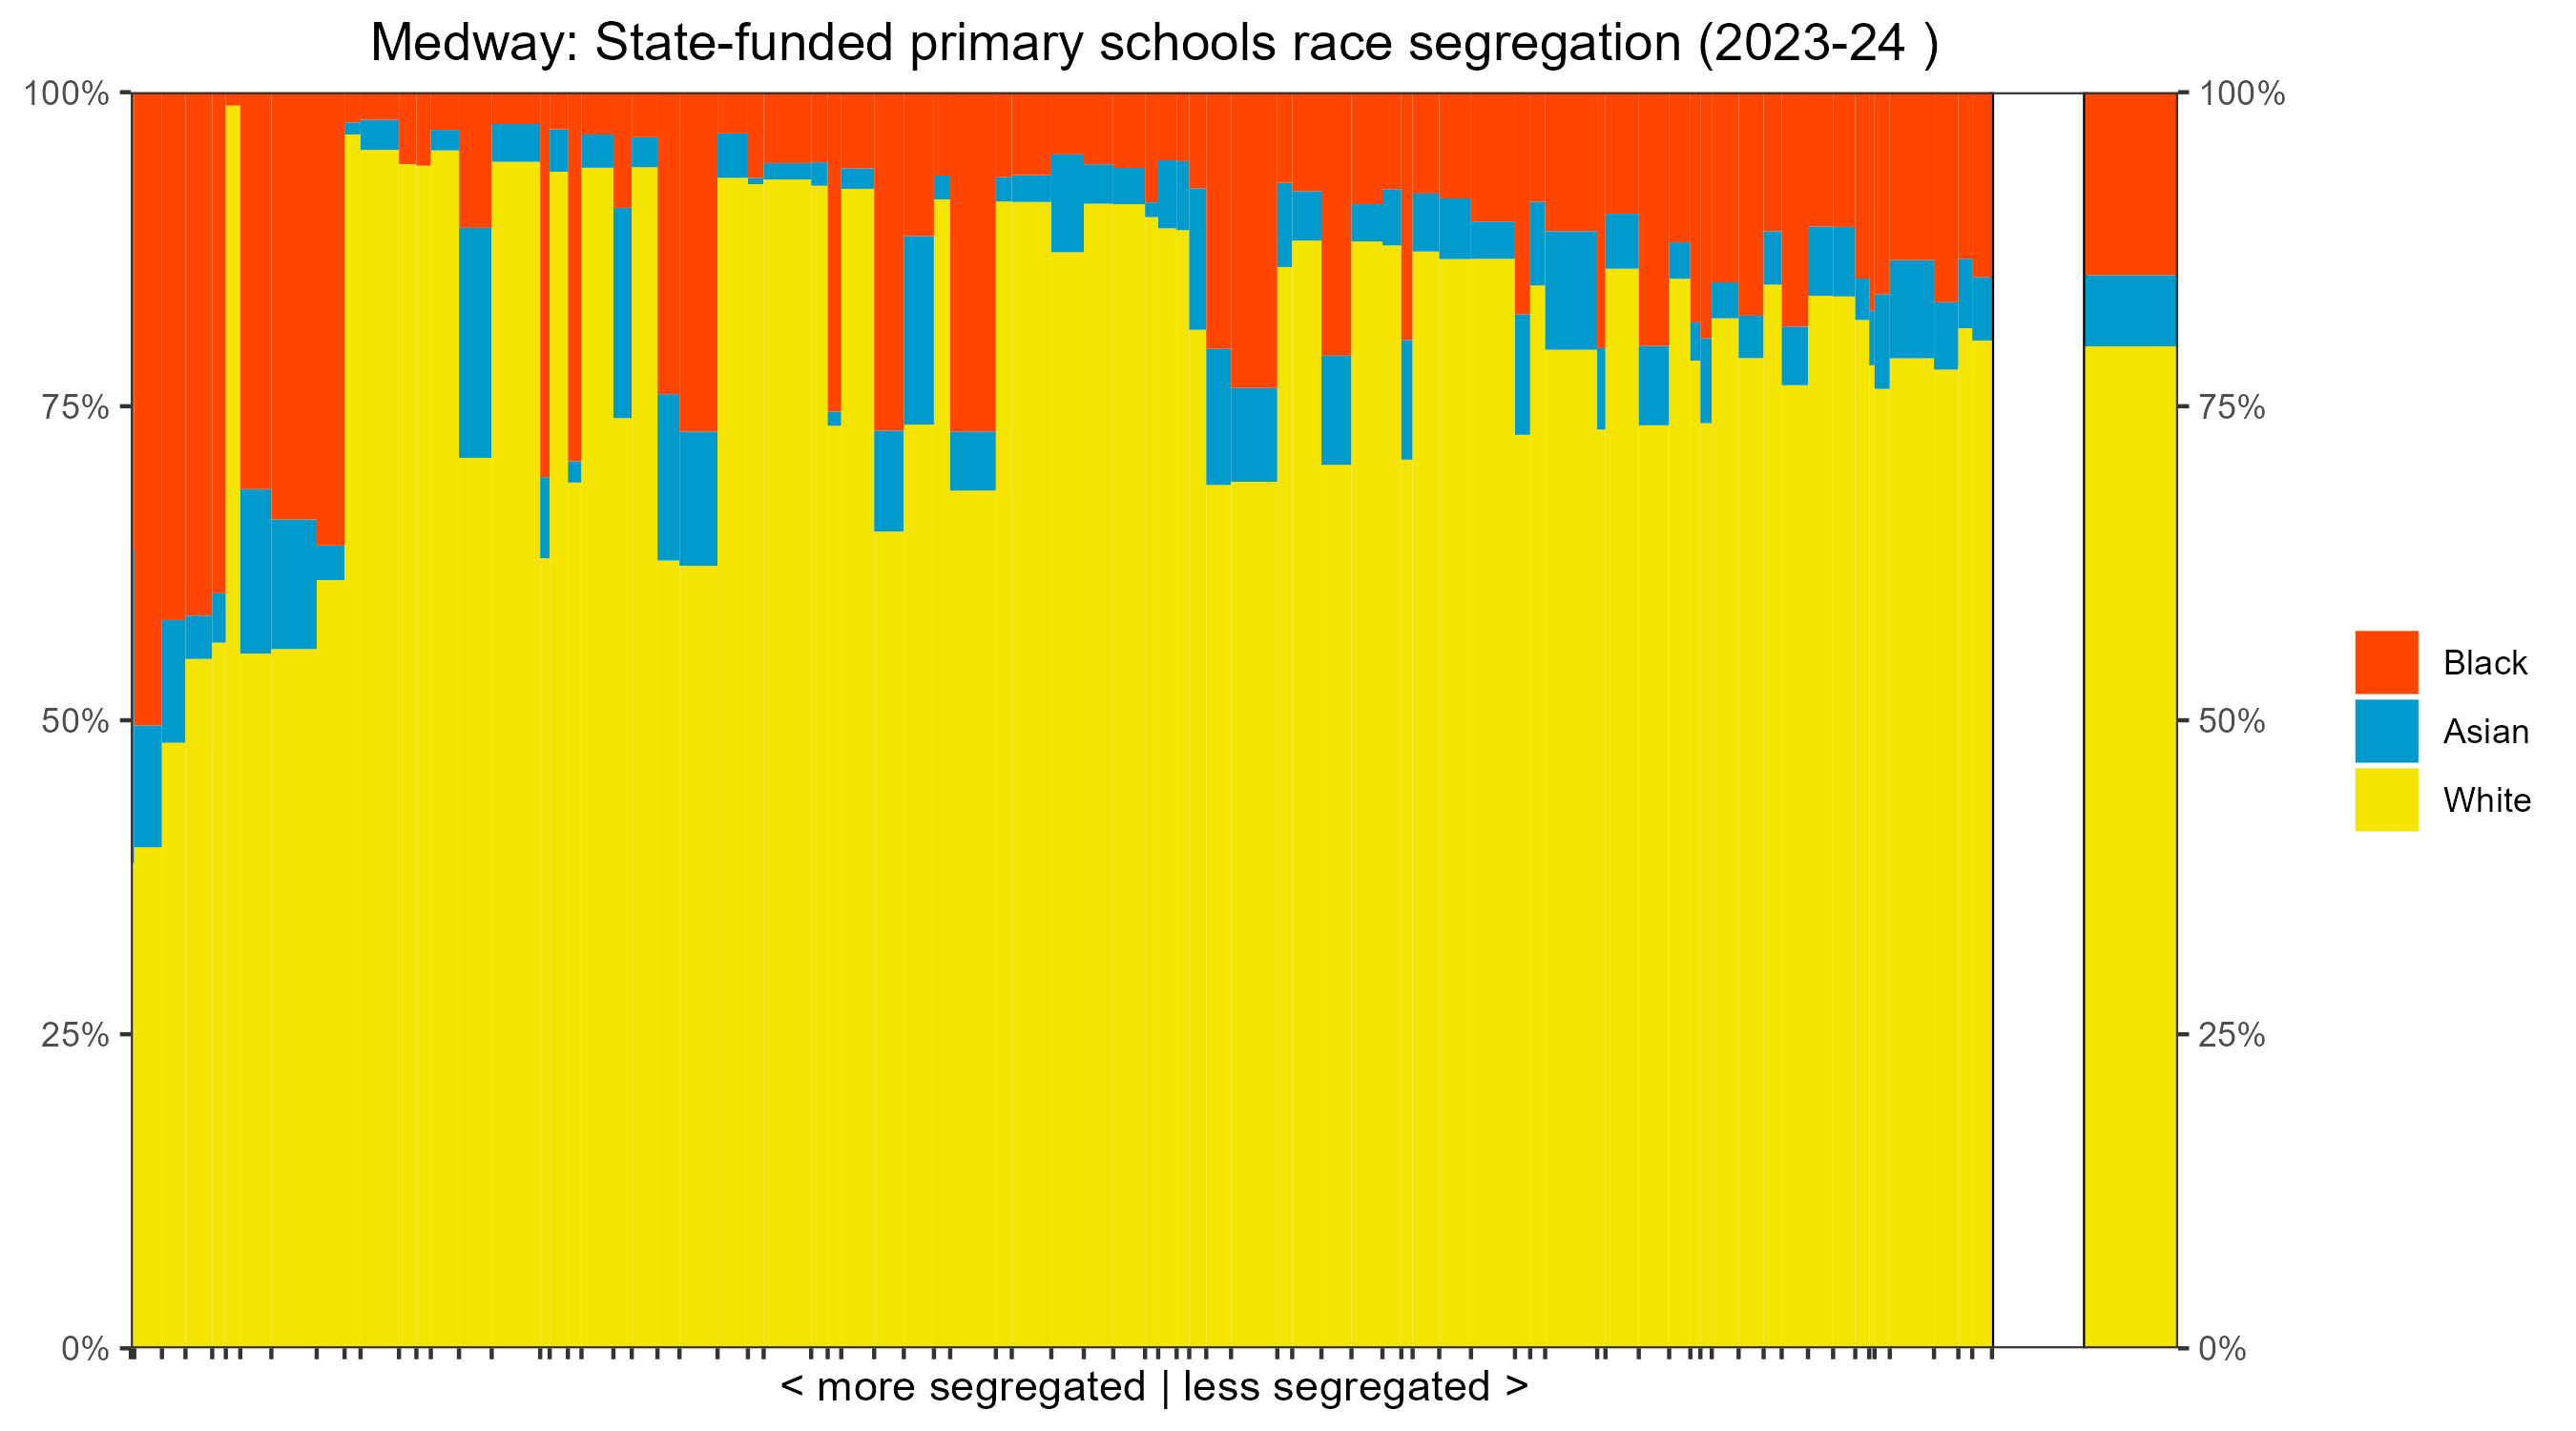 Medway: State-funded primary schools race segregation (2023-24 )
100%
75%
50%
25%
0%
100%
75%
50%
25%
0%
Black
Asian
White
< more segregated | less segregated >